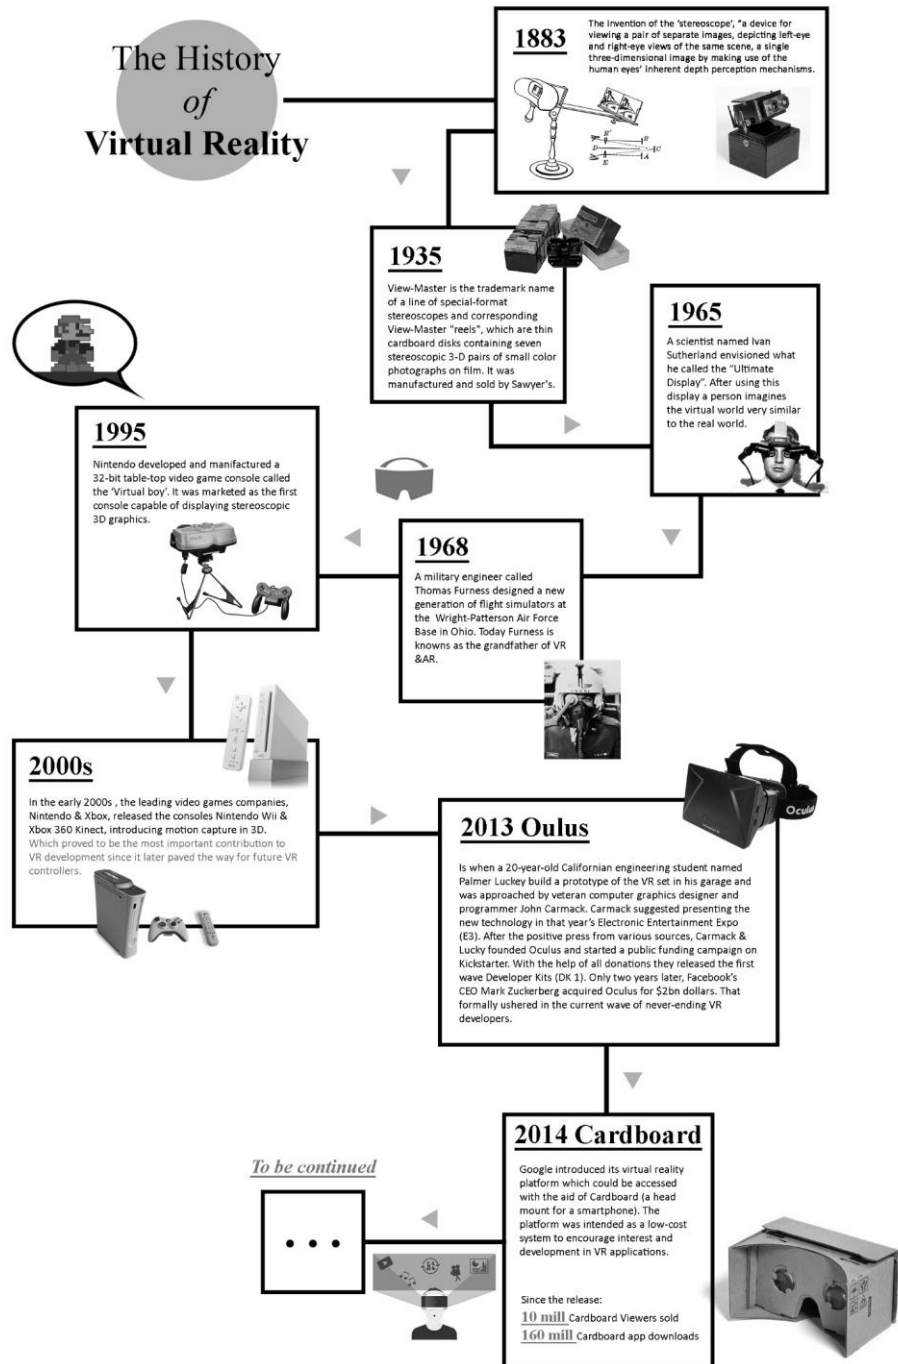 The History
of
Virtual Reality
1883
The invention of the 'stereoscope', "a device for
viewing a pair of separate images, depicting left-eye
and right-eye views of the same scene, a single
three-dimensional image by making use of the
human eyes' inherent depth perception mechanisms.
1935
View-Master is the trademark name
of a line of special-format
stereoscopes and corresponding
View-Master "reels", which are thin
cardboard disks containing seven
stereoscopic 3-D pairs of small color
photographs on film. It was
manufactured and sold by Sawyer's.
1965
A scientist named Ivan
Sutherland envisioned what
he called the "Ultimate
Display". After using this
display a person imagines
the virtual world very similar
to the real world.
1968
A military engineer called
Thomas Furness designed a new
generation of flight simulators at
the Wright-Patterson Air Force
Base in Ohio. Today Furness is
knowns as the grandfather of VR
&AR.
1995
Nintendo developed and manifactured a
32-bit table-top video game console called
the 'Virtual boy'. It was marketed as the first
console capable of displaying stereoscopic
3D graphics.
2000s
In the early 2000s , the leading video games companies,
Nintendo & Xbox, released the consoles Nintendo Wii &
Xbox 360 Kinect, introducing motion capture in 3D.
Which proved to be the most important contribution to
VR development since it later paved the way for future VR
controllers.
Oculus
2013 Oulus
Is when a 20-year-old Californian engineering student named
Palmer Luckey build a prototype of the VR set in his garage and
was approached by veteran computer graphics designer and
programmer John Carmack. Carmack suggested presenting the
new technology in that year's Electronic Entertainment Expo
(E3). After the positive press from various sources, Carmack &
Lucky founded Oculus and started a public funding campaign on
Kickstarter. With the help of all donations they released the first
wave Developer Kits (DK 1). Only two years later, Facebook's
CEO Mark Zuckerberg acquired Oculus for $2bn dollars. That
formally ushered in the current wave of never-ending VR
developers.
2014 Cardboard
Google introduced its virtual reality
platform which could be accessed
with the aid of Cardboard (a head
mount for a smartphone). The
platform was intended as a low-cost
system to encourage interest and
development in VR applications.
Since the release:
10 mill Cardboard Viewers sold
160 mill Cardboard app downloads
To be continued
...